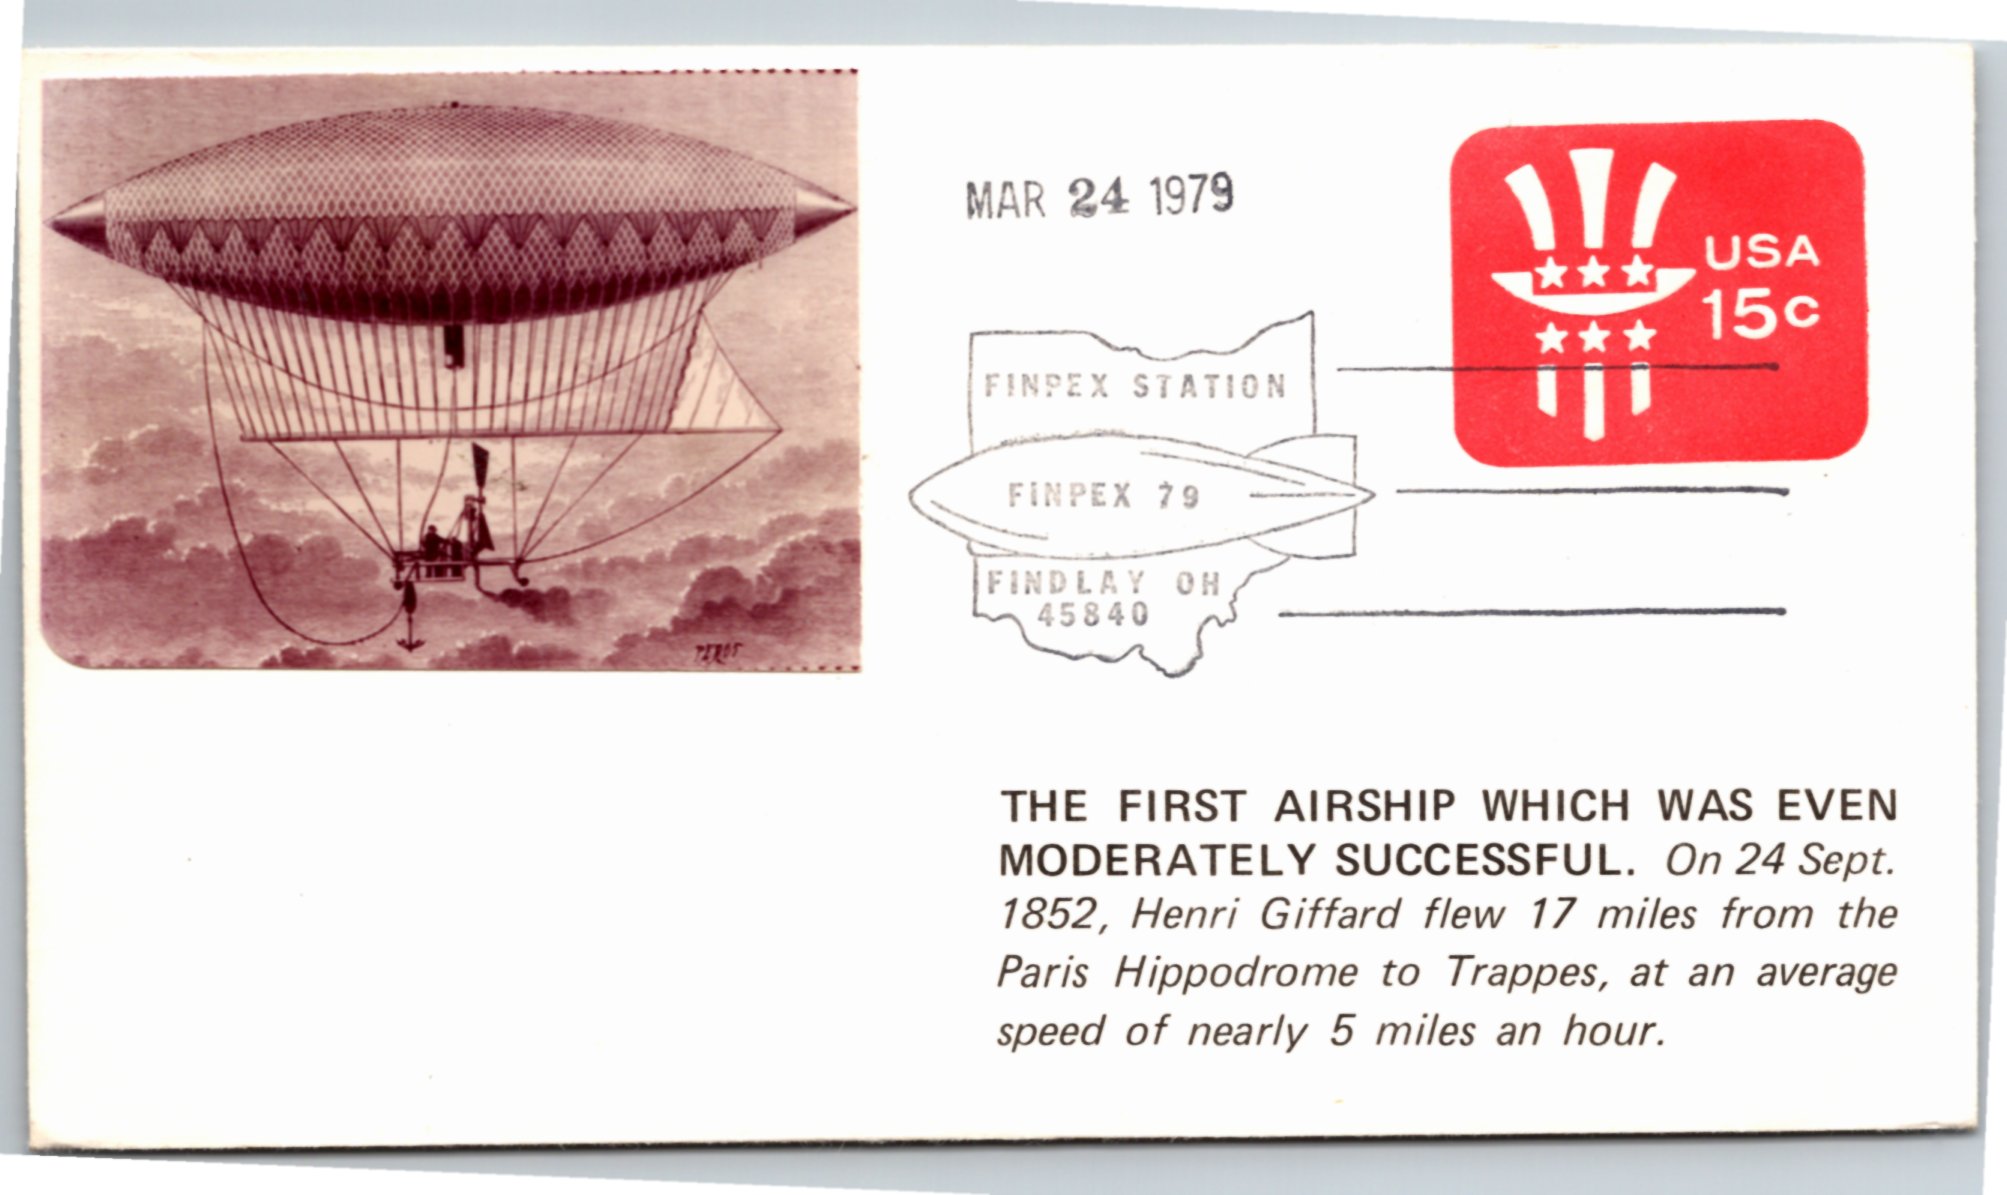 MAR 24 1979
USA
15c
FINPEX STATION
FINPEX 79
FINDLAY OH
45840
THE FIRST AIRSHIP WHICH WAS EVEN
MODERATELY SUCCESSFUL. On 24 Sept.
1852, Henri Giffard flew 17 miles from the
Paris Hippodrome to Trappes, at an average
speed of nearly 5 miles an hour.